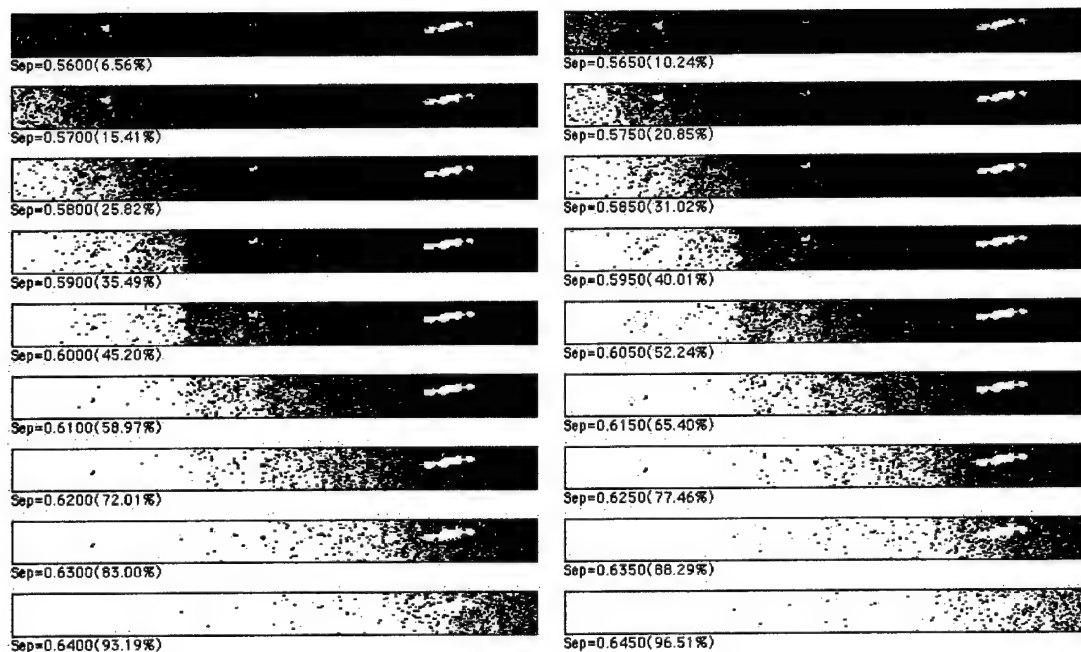 Sep=0.5600(6.56%)
Sep=0.5650(10.24%)
Sep=0.5700(15.41%)
Sep=0.5750(20.85%)
Sep=0.5800(25.82%)
Sep=0.5850(31.02%)
Sep=0.5900(35.49%)
Sep=0.5950(40.01%)
Sep=0.6000(45.20%)
Sep=0.6050(52.24%)
Sep=0.6100(58.97%)
Sep=0.6150(65.40%)
Sep=0.6200(72.01%)
Sep=0.6250(77.46%)
Sep=0.6300(83.00%)
Sep=0.6350(88.29%)
Sep=0.6400(93.19%)
Sep=0.6450(96.51%)